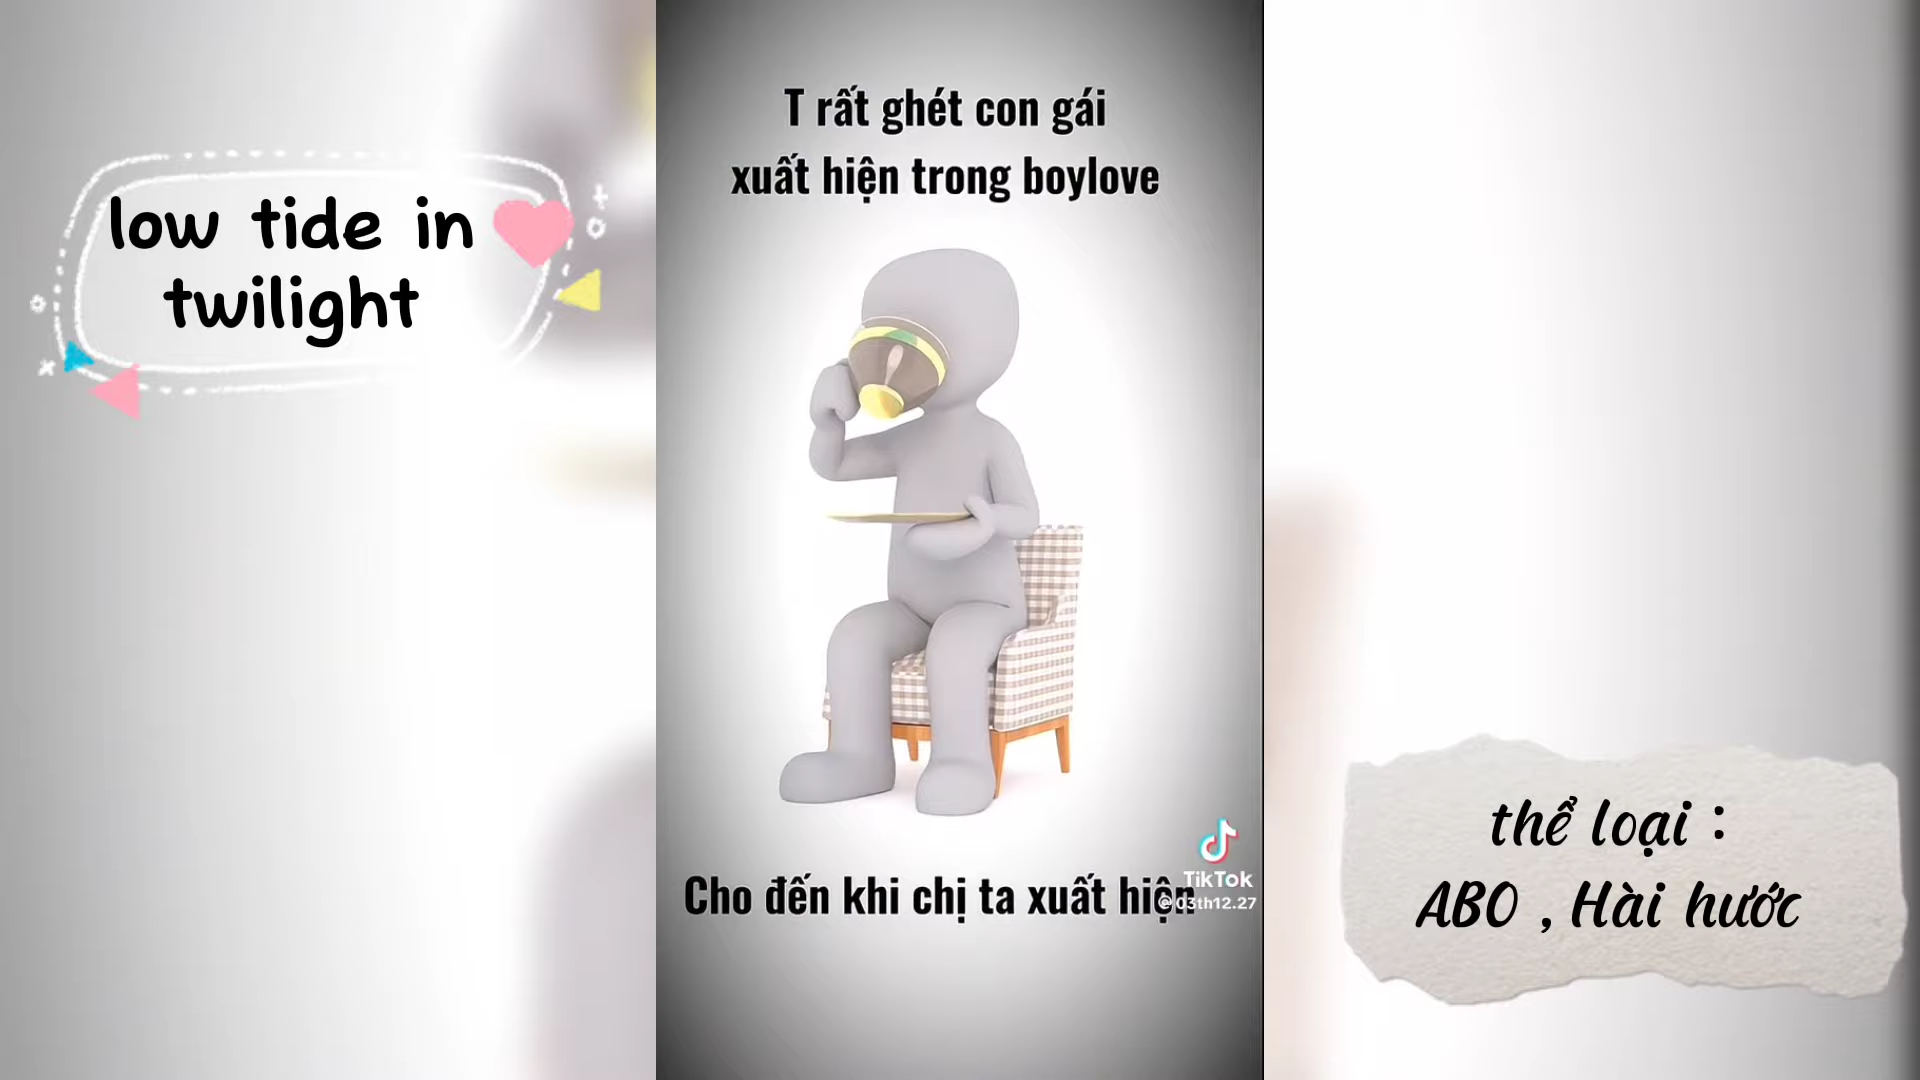 low tide in
twilight
T rất ghét con gái
xuất hiện trong boylove
Cho đến khi chị ta xuất hiện
TikTok
@03th12.27
thể loại :
ABO , Hài hước